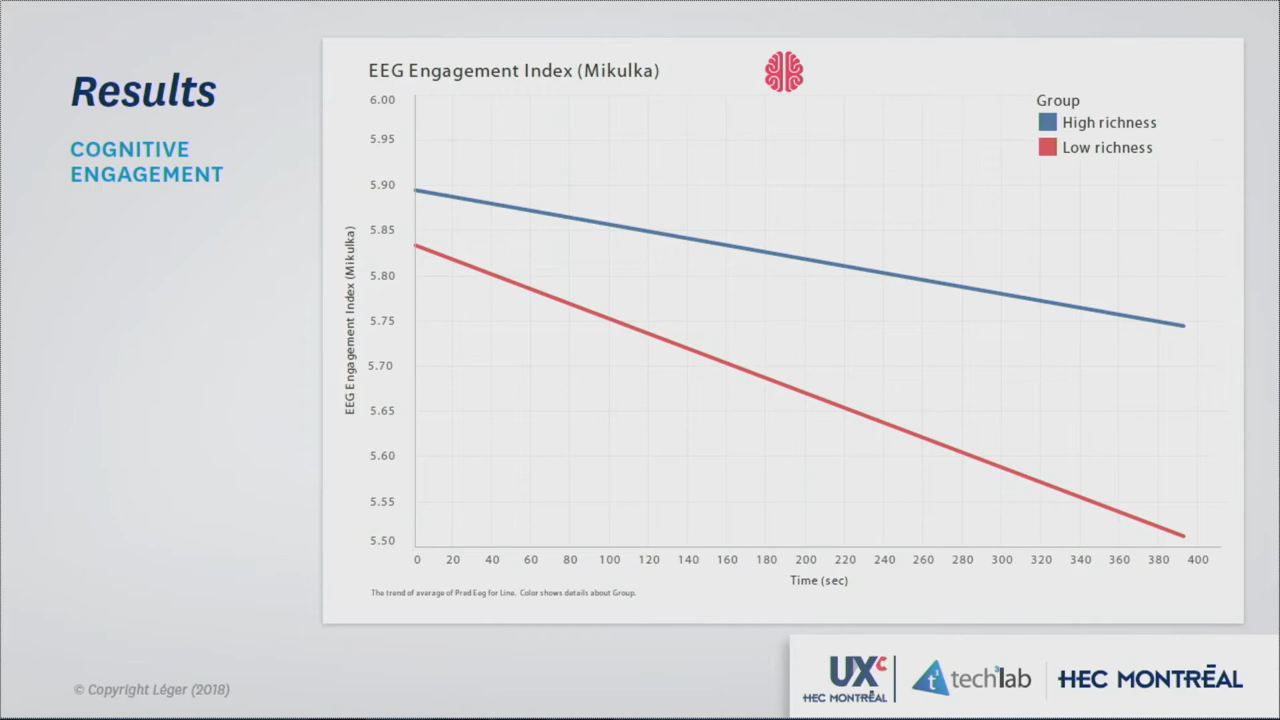 Results
COGNITIVE
ENGAGEMENT
EEG Engagement Index (Mikulka)
Group
High richness
Low richness
EEG Engagement Index (Mikulka)
6.00
5.95
5.90
5.85
5.80
5.75
5.70
5.65
5.60
5.55
5.50
0 20 40 60 80 100 120 140 160 180 200 220 240 260 280 300 320 340 360 380 400
Time (sec)
The trend of average of Pred Eeg for Line. Color shows details about Group.
© Copyright Léger (2018)
UXC
HEC MONTRÉAL
t³ tech3lab
HEC MONTRÉAL